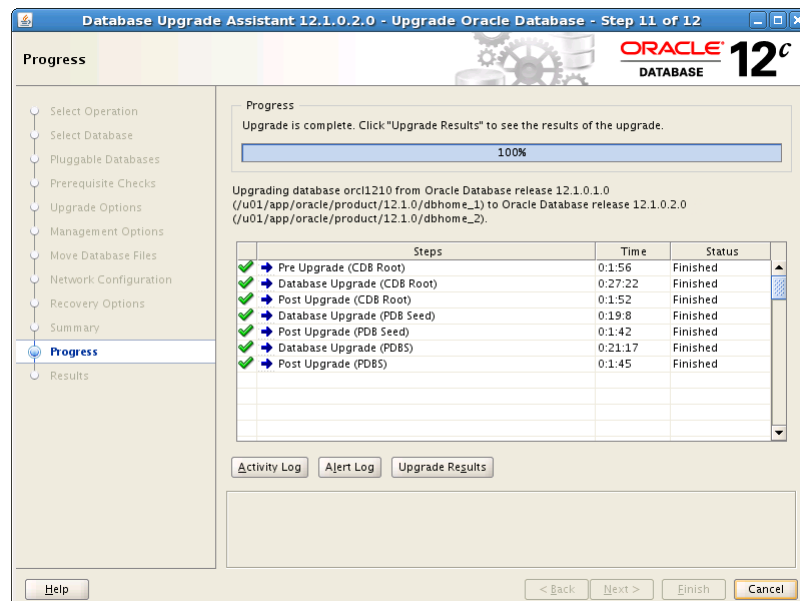 Database Upgrade Assistant 12.1.0.2.0 - Upgrade Oracle Database - Step 11 of 12
Progress
ORACLE
DATABASE
12c
Select Operation
Select Database
Pluggable Databases
Prerequisite Checks
Upgrade Options
Management Options
Move Database Files
Network Configuration
Recovery Options
Summary
Progress
Results
Progress
Upgrade is complete. Click "Upgrade Results" to see the results of the upgrade.
100%
Upgrading database orcl1210 from Oracle Database release 12.1.0.1.0
(/u01/app/oracle/product/12.1.0/dbhome_1) to Oracle Database release 12.1.0.2.0
(/u01/app/oracle/product/12.1.0/dbhome_2).
Steps Time Status
Pre Upgrade (CDB Root) 0:1:56 Finished
Database Upgrade (CDB Root) 0:27:22 Finished
Post Upgrade (CDB Root) 0:1:52 Finished
Database Upgrade (PDB Seed) 0:19:8 Finished
Post Upgrade (PDB Seed) 0:1:42 Finished
Database Upgrade (PDBS) 0:21:17 Finished
Post Upgrade (PDBS) 0:1:45 Finished
Activity Log Alert Log Upgrade Results
Help < Back Next > Finish Cancel